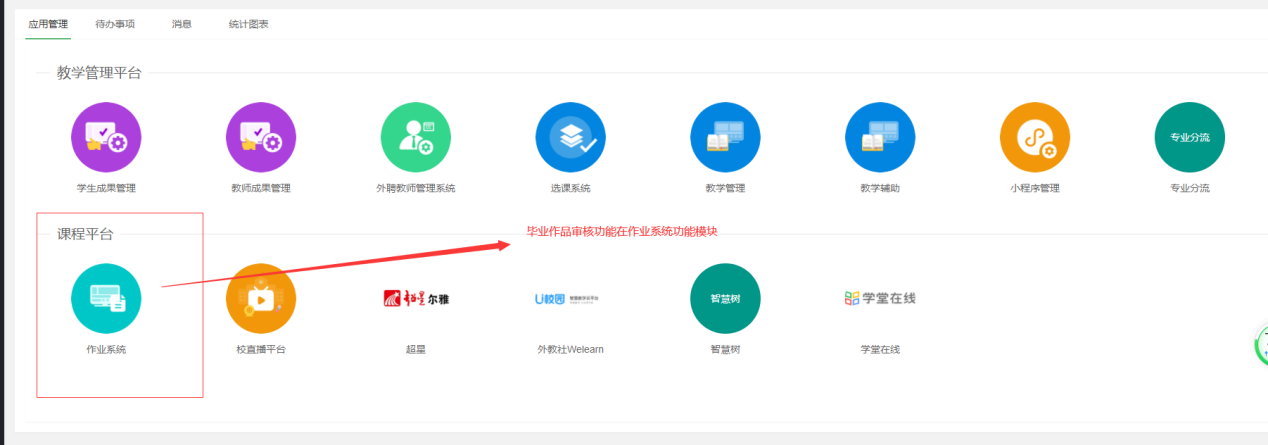 应用管理 待办事项 消息 统计图表
教学管理平台
专业分流
学生成果管理 教师成果管理 外聘教师管理系统 选课系统 教学管理 教学辅助 小程序管理 专业分流
课程平台
毕业作品审核功能在作业系统功能模块
尔雅 U校园 智慧树 学堂在线
作业系统 校直播平台 超星 外教社Welearn 智慧树 学堂在线